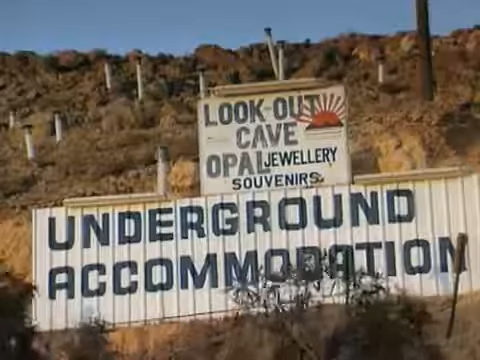 LOOK-OUT
CAVE
OPAL JEWELLERY
SOUVENIRS
UNDERGROUND
ACCOMMODATION